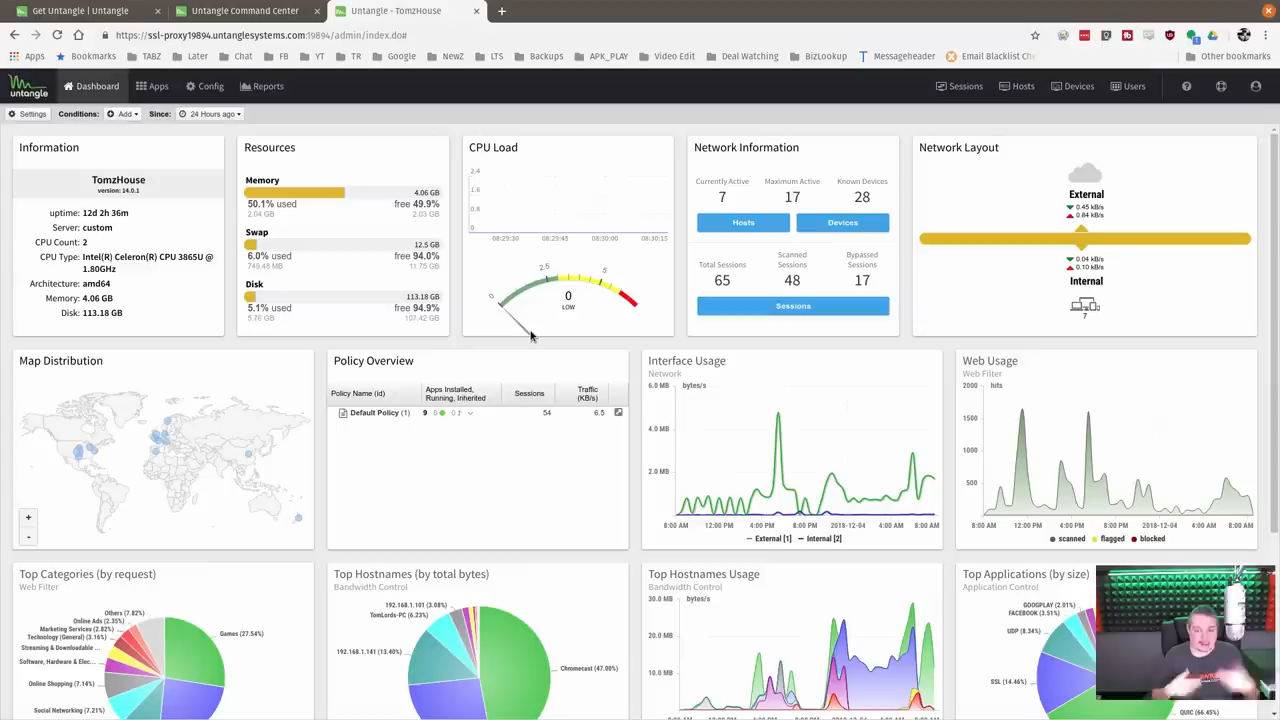 Get Untangle | Untangle
Untangle Command Center
Untangle - TomzHouse
https://ssl-proxy19894.untanglesystems.com:19894/admin/index.do#
Apps
Bookmarks
TABZ
Later
Chat
FB
YT
TR
Google
NewZ
LTS
Backups
APK_PLAY
Video Edit
Deal Watching
BizLookup
Messageheader
Email Blacklist Che
Other bookmarks
untangle
Dashboard
Apps
Config
Reports
Sessions
Hosts
Devices
Users
Settings
Conditions:
Add
Since:
24 Hours ago
Information
TomzHouse
version: 14.0.1
uptime: 12d 2h 36m
Server: custom
CPU Count: 2
CPU Type: Intel(R) Celeron(R) CPU 3865U @
1.80GHz
Architecture: amd64
Memory: 4.06 GB
Disk: 113.18 GB
Resources
Memory
4.06 GB
50.1% used
free 49.9%
2.04 GB
2.03 GB
Swap
12.5 GB
6.0% used
free 94.0%
749.48 MB
11.75 GB
Disk
113.18 GB
5.1% used
free 94.9%
5.76 GB
107.42 GB
CPU Load
2.4
1.6
0.8
0
08:29:30
08:29:45
08:30:00
08:30:15
0
2.5
5
0
LOW
Network Information
Currently Active
Maximum Active
Known Devices
7
17
28
Hosts
Devices
Total Sessions
Scanned
Sessions
Bypassed
Sessions
65
48
17
Sessions
Network Layout
External
0.45 kB/s
0.84 kB/s
0.04 kB/s
0.10 kB/s
Internal
7
Map Distribution
+
-
Policy Overview
Policy Name (id)
Apps Installed,
Running, Inherited
Sessions
Traffic
(KB/s)
Default Policy (1)
9
54
6.5
Interface Usage
Network
6.0 MB
bytes/s
4.0 MB
2.0 MB
8:00 AM
12:00 PM
4:00 PM
8:00 PM
2018-12-04
4:00 AM
8:00 AM
External [1]
Internal [2]
Web Usage
Web Filter
2000
hits
1500
1000
500
8:00 AM
12:00 PM
4:00 PM
8:00 PM
2018-12-04
4:00 AM
8:00 AM
scanned
flagged
blocked
Top Categories (by request)
Web Filter
Others (7.82%)
Online Ads (2.35%)
Marketing Services (2.82%)
Technology (General) (3.16%)
Streaming & Downloadable ...
Software, Hardware & Elec...
Online Shopping (7.14%)
Social Networking (7.21%)
Games (27.54%)
Top Hostnames (by total bytes)
Bandwidth Control
192.168.1.101 (3.08%)
TomLords-PC (6.23%)
192.168.1.141 (13.40%)
Chromecast (47.00%)
Top Hostnames Usage
Bandwidth Control
30.0 MB
bytes/s
20.0 MB
10.0 MB
Top Applications (by size)
Application Control
GOOGPLAY (2.01%)
FACEBOOK (3.51%)
UDP (8.34%)
SSL (14.46%)
QUIC (66.45%)